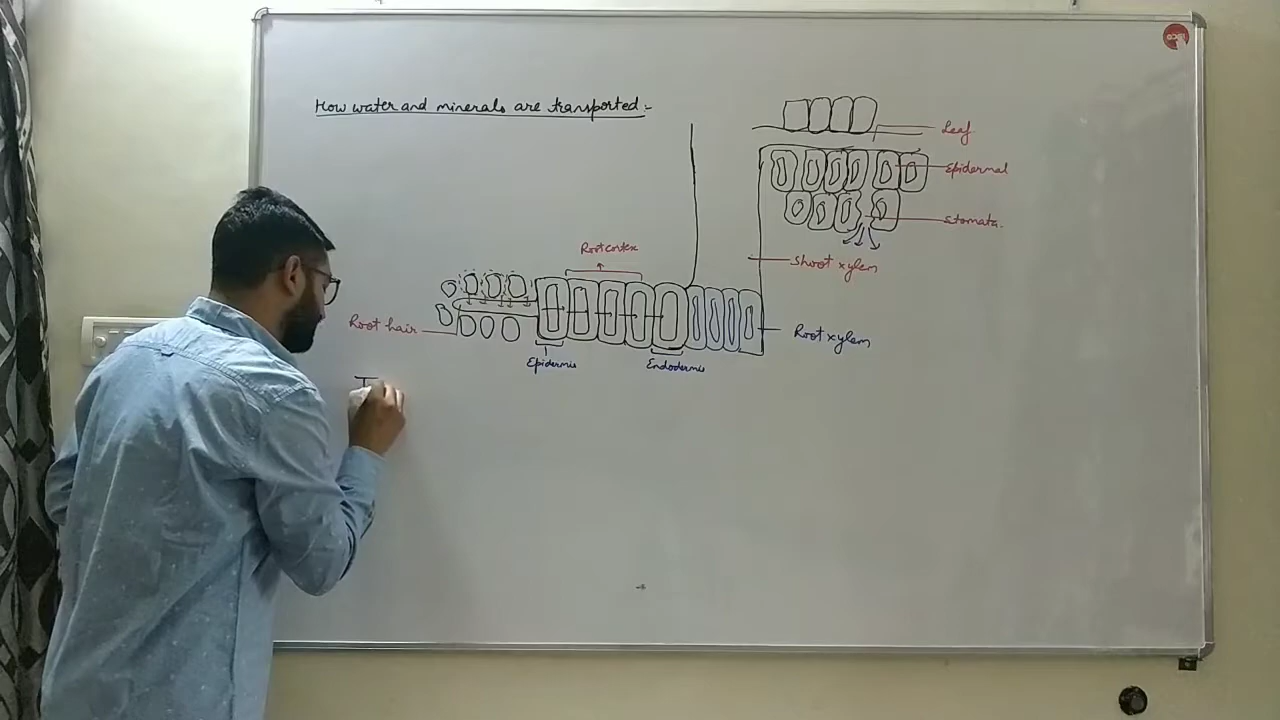 How water and minerals are transported:-
Leaf
Epidermal
Stomata.
Root cortex
Shoot xylem
Root hair
Root xylem
Epidermis
Endodermis
I